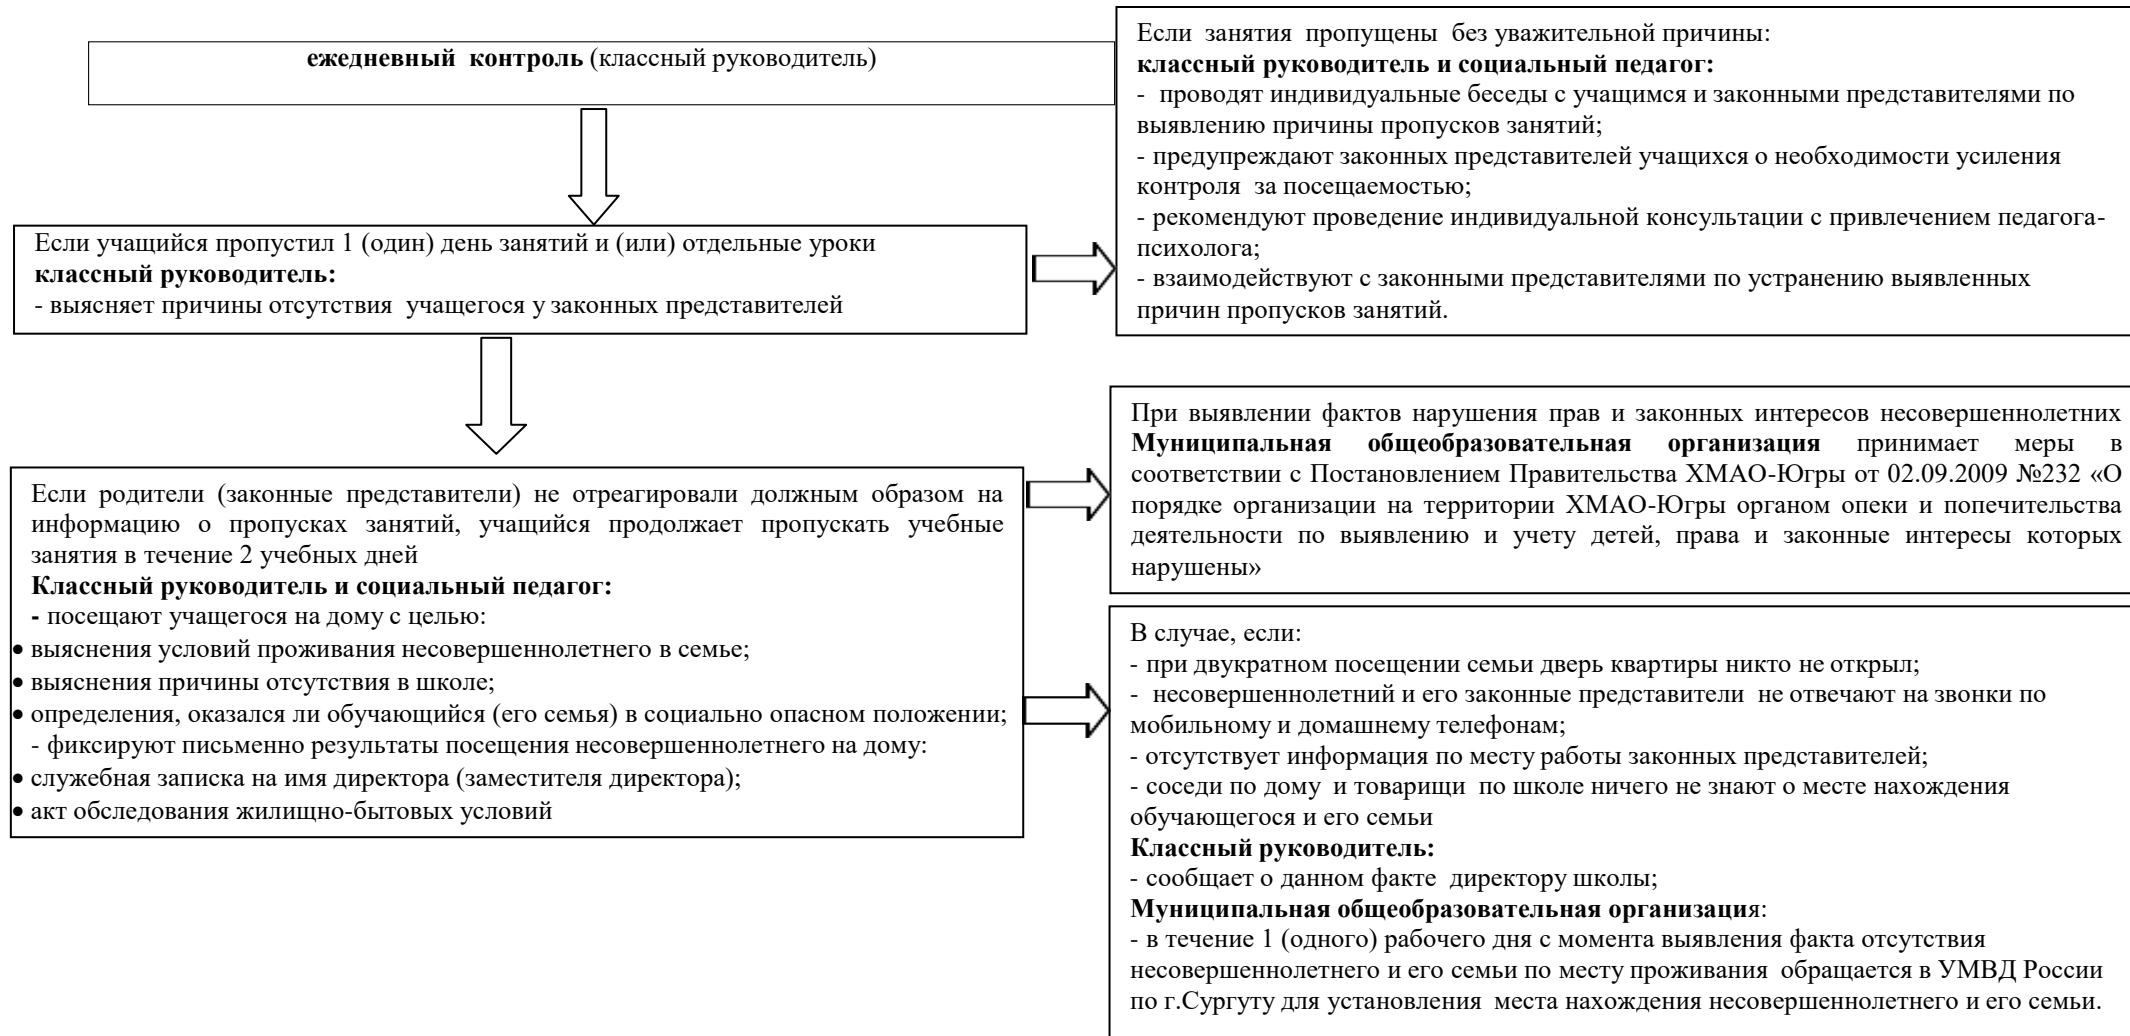 ежедневный контроль (классный руководитель)
Если занятия пропущены без уважительной причины:
классный руководитель и социальный педагог:
- проводят индивидуальные беседы с учащимся и законными представителями по
выявлению причины пропусков занятий;
- предупреждают законных представителей учащихся о необходимости усиления
контроля за посещаемостью;
- рекомендуют проведение индивидуальной консультации с привлечением педагога-
психолога;
- взаимодействуют с законными представителями по устранению выявленных
причин пропусков занятий.
Если учащийся пропустил 1 (один) день занятий и (или) отдельные уроки
классный руководитель:
- выясняет причины отсутствия учащегося у законных представителей
При выявлении фактов нарушения прав и законных интересов несовершеннолетних
Муниципальная общеобразовательная организация принимает меры в
соответствии с Постановлением Правительства ХМАО-Югры от 02.09.2009 №232 «О
порядке организации на территории ХМАО-Югры органом опеки и попечительства
деятельности по выявлению и учету детей, права и законные интересы которых
нарушены»
Если родители (законные представители) не отреагировали должным образом на
информацию о пропусках занятий, учащийся продолжает пропускать учебные
занятия в течение 2 учебных дней
Классный руководитель и социальный педагог:
- посещают учащегося на дому с целью:
• выяснения условий проживания несовершеннолетнего в семье;
• выяснения причины отсутствия в школе;
• определения, оказался ли обучающийся (его семья) в социально опасном положении;
- фиксируют письменно результаты посещения несовершеннолетнего на дому:
• служебная записка на имя директора (заместителя директора);
• акт обследования жилищно-бытовых условий
В случае, если:
- при двукратном посещении семьи дверь квартиры никто не открыл;
- несовершеннолетний и его законные представители не отвечают на звонки по
мобильному и домашнему телефонам;
- отсутствует информация по месту работы законных представителей;
- соседи по дому и товарищи по школе ничего не знают о месте нахождения
обучающегося и его семьи
Классный руководитель:
- сообщает о данном факте директору школы;
Муниципальная общеобразовательная организация:
- в течение 1 (одного) рабочего дня с момента выявления факта отсутствия
несовершеннолетнего и его семьи по месту проживания обращается в УМВД России
по г.Сургуту для установления места нахождения несовершеннолетнего и его семьи.